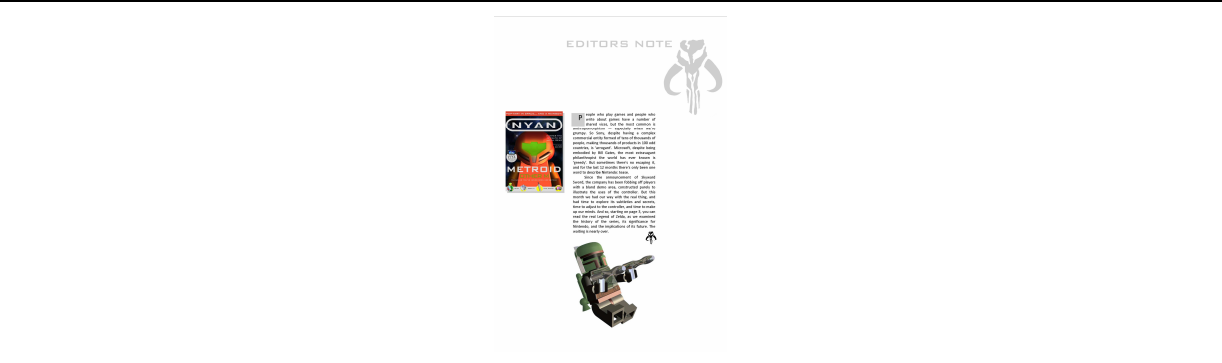 EDITORS NOTE
NYAN
METROID
P eople who play games and people who
write about games have a number of
shared vices, but the most common is
anthropomorphism — especially when we're
grumpy. So Sony, despite having a complex
commercial entity formed of tens of thousands of
people, making thousands of products in 100 odd
countries, is 'arrogant'. Microsoft, despite being
embodied by Bill Gates, the most extravagant
philanthropist the world has ever known is
'greedy'. But sometimes there's no escaping it,
and for the last 12 months there's only been one
word to describe Nintendo: tease.
Since the announcement of Skyward
Sword, the company has been fobbing off players
with a bland demo area, constructed purely to
illustrate the uses of the controller. But this
month we had our way with the real thing, and
had time to explore its subtleties and secrets,
time to adjust to the controller, and time to make
up our minds. And so, starting on page 5, you can
read the real Legend of Zelda, as we examined
the history of the series, its significance for
Nintendo, and the implications of its future. The
waiting is nearly over.